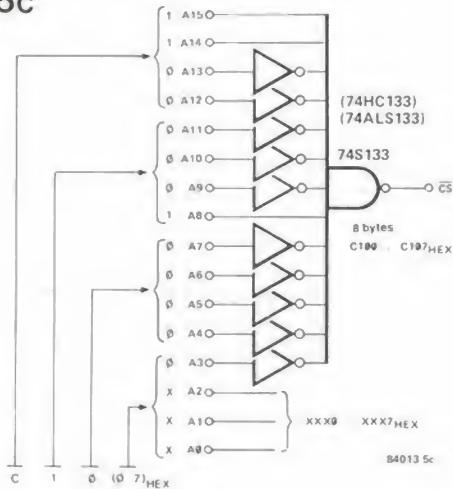 5c
1 A15
1 A14
Ø A13
Ø A12
(74HC133)
(74ALS133)
Ø A11
Ø A10
74S133
Ø A9
CS
1 A8
8 bytes
C100 . . C107HEX
Ø A7
Ø A6
Ø A5
Ø A4
Ø A3
X A2
X A1
XXX0 XXX7HEX
X A0
84013 5c
C 1 Ø (0 7)HEX